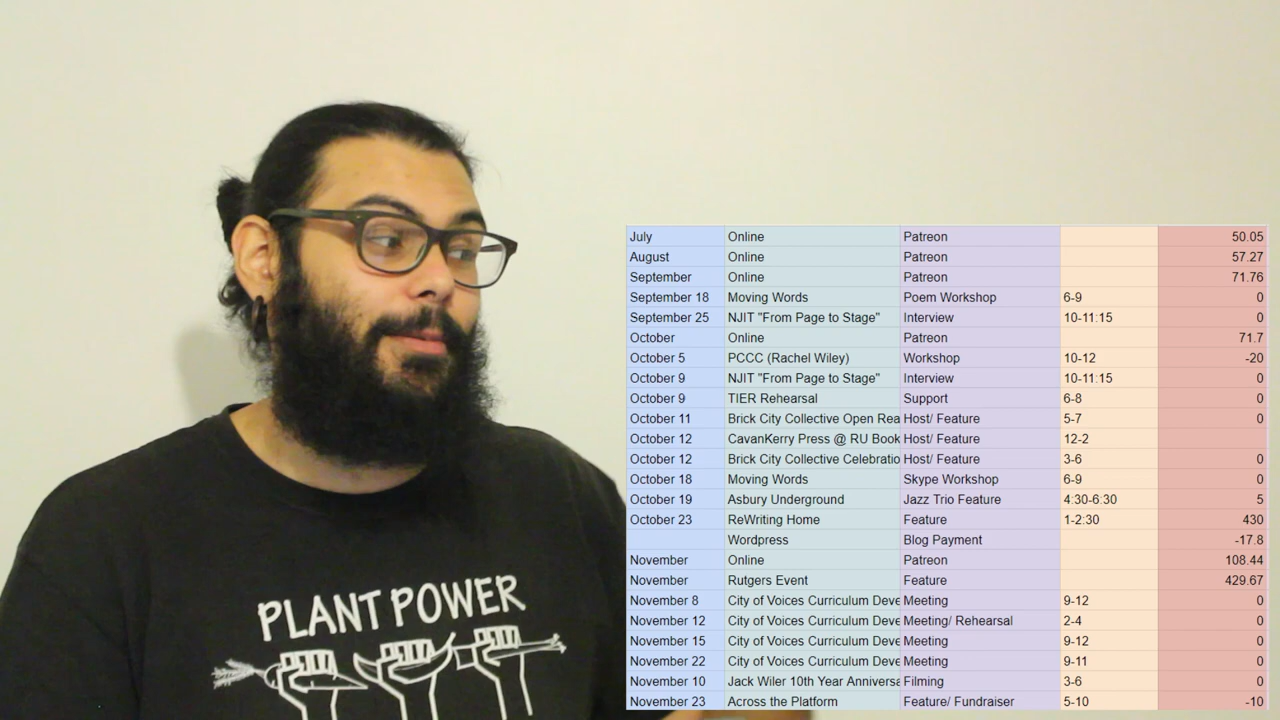 PLANT POWER
July Online Patreon 50.05
August Online Patreon 57.27
September Online Patreon 71.76
September 18 Moving Words Poem Workshop 6-9 0
September 25 NJIT "From Page to Stage" Interview 10-11:15 0
October Online Patreon 71.7
October 5 PCCC (Rachel Wiley) Workshop 10-12 -20
October 9 NJIT "From Page to Stage" Interview 10-11:15 0
October 9 TIER Rehearsal Support 6-8 0
October 11 Brick City Collective Open Rea Host/ Feature 5-7 0
October 12 CavanKerry Press @ RU Book Host/ Feature 12-2
October 12 Brick City Collective Celebratio Host/ Feature 3-6 0
October 18 Moving Words Skype Workshop 6-9 0
October 19 Asbury Underground Jazz Trio Feature 4:30-6:30 5
October 23 ReWriting Home Feature 1-2:30 430
Wordpress Blog Payment -17.8
November Online Patreon 108.44
November Rutgers Event Feature 429.67
November 8 City of Voices Curriculum Deve Meeting 9-12 0
November 12 City of Voices Curriculum Deve Meeting/ Rehearsal 2-4 0
November 15 City of Voices Curriculum Deve Meeting 9-12 0
November 22 City of Voices Curriculum Deve Meeting 9-11 0
November 10 Jack Wiler 10th Year Anniversa Filming 3-6 0
November 23 Across the Platform Feature/ Fundraiser 5-10 -10